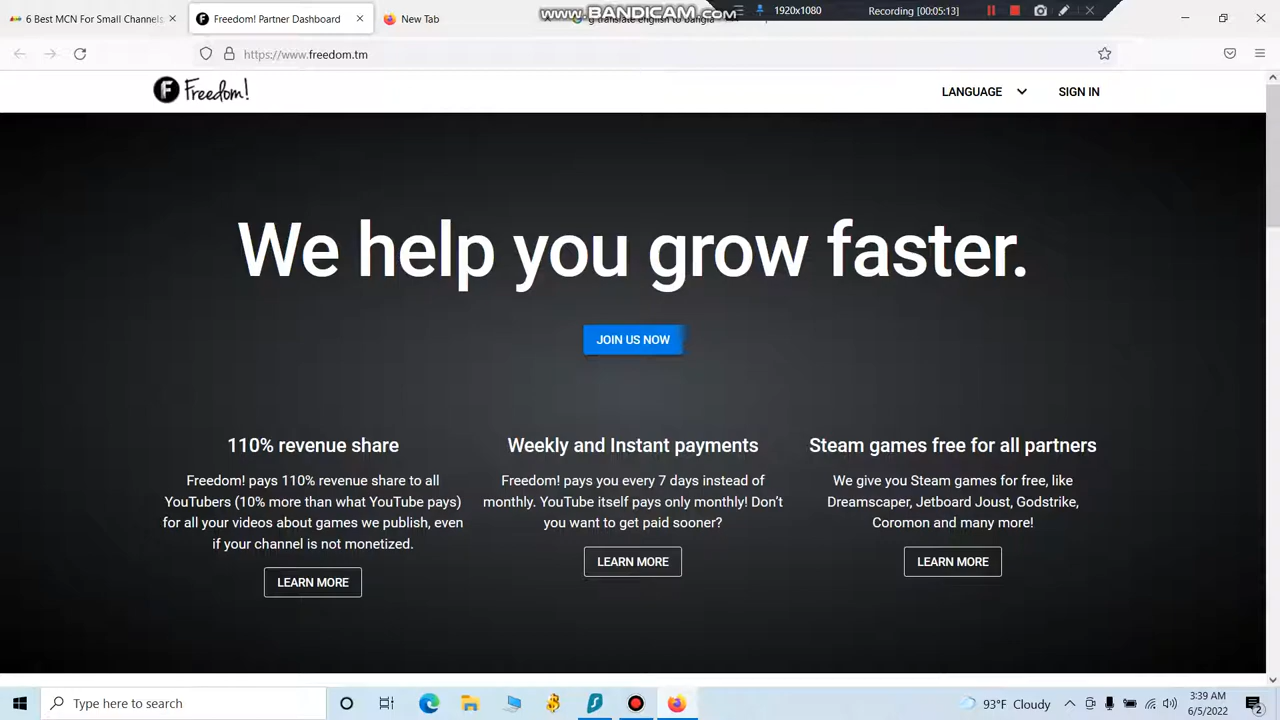 6 Best MCN For Small Channels
Freedom! Partner Dashboard
New Tab
g translate english to bangla
www.BANDICAM.com
1920x1080
Recording [00:05:13]
https://www.freedom.tm
F Freedom!
LANGUAGE
SIGN IN
We help you grow faster.
JOIN US NOW
110% revenue share
Freedom! pays 110% revenue share to all
YouTubers (10% more than what YouTube pays)
for all your videos about games we publish, even
if your channel is not monetized.
LEARN MORE
Weekly and Instant payments
Freedom! pays you every 7 days instead of
monthly. YouTube itself pays only monthly! Don't
you want to get paid sooner?
LEARN MORE
Steam games free for all partners
We give you Steam games for free, like
Dreamscaper, Jetboard Joust, Godstrike,
Coromon and many more!
LEARN MORE
Type here to search
93°F Cloudy
3:39 AM
6/5/2022
2